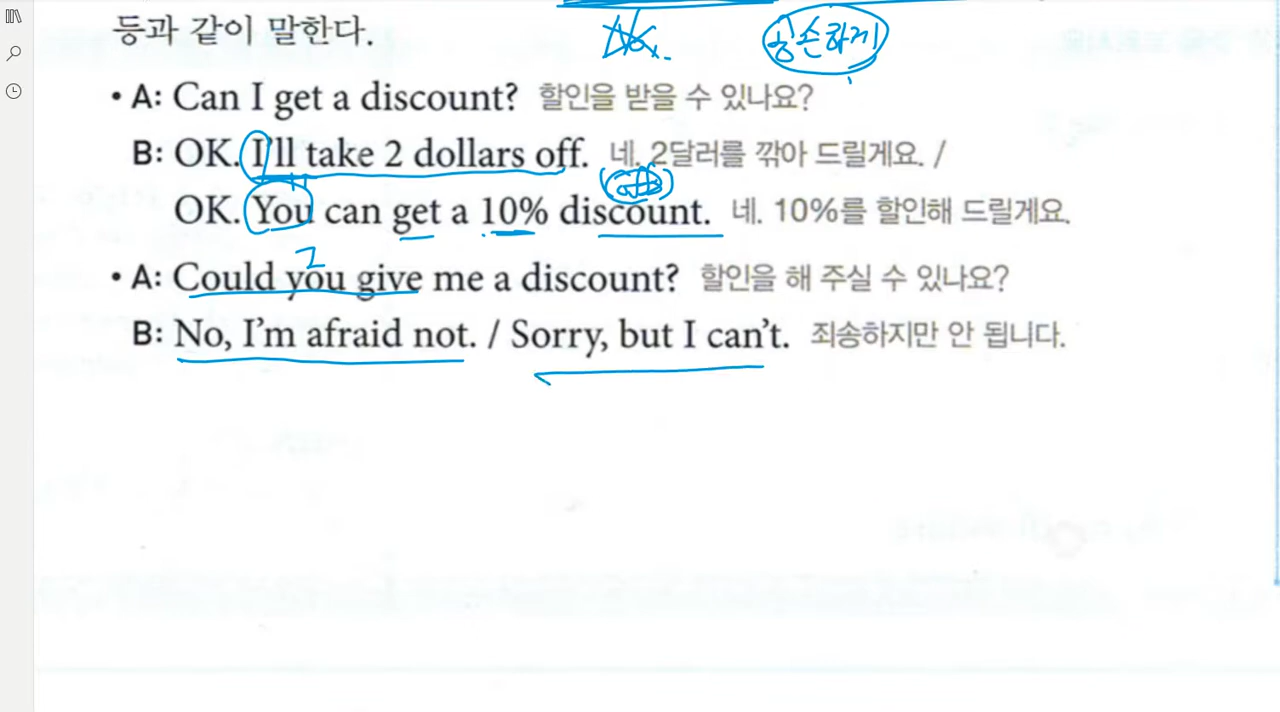 등과 같이 말한다.
No.
공손하게
• A: Can I get a discount? 할인을 받을 수 있나요?
B: OK. I'll take 2 dollars off. 네. 2달러를 깎아 드릴게요. /
OK. You can get a 10% discount. 네. 10%를 할인해 드릴게요.
• A: Could you give me a discount? 할인을 해 주실 수 있나요?
B: No, I'm afraid not. / Sorry, but I can't. 죄송하지만 안 됩니다.